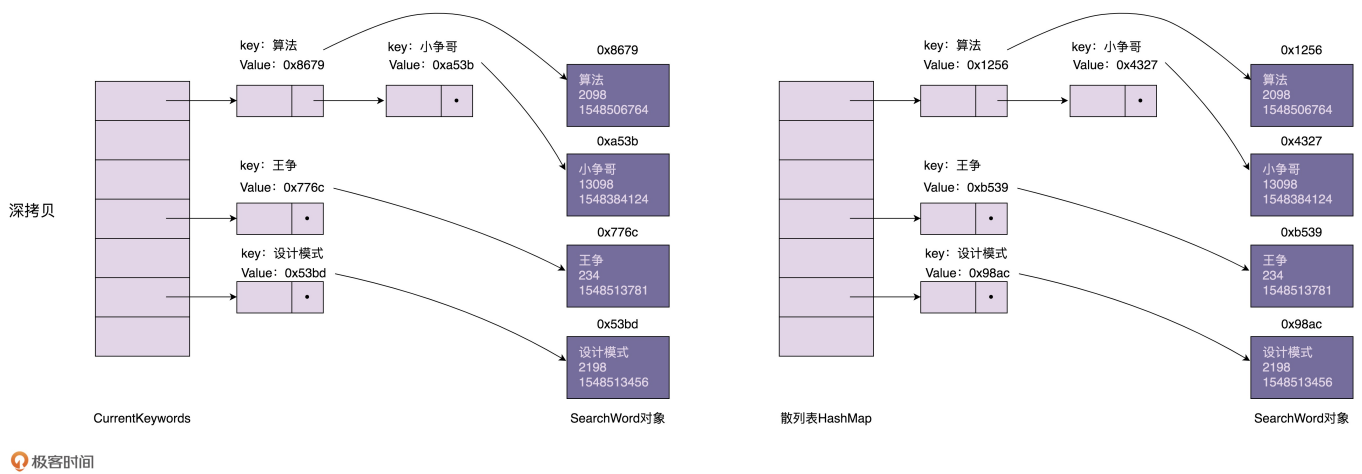 深拷贝
key：算法
Value：0x8679
key：小争哥
Value：0xa53b
key：王争
Value：0x776c
key：设计模式
Value：0x53bd
0x8679
算法
2098
1548506764
0xa53b
小争哥
13098
1548384124
0x776c
王争
234
1548513781
0x53bd
设计模式
2198
1548513456
CurrentKeywords
SearchWord对象
key：算法
Value：0x1256
key：小争哥
Value：0x4327
key：王争
Value：0xb539
key：设计模式
Value：0x98ac
0x1256
算法
2098
1548506764
0x4327
小争哥
13098
1548384124
0xb539
王争
234
1548513781
0x98ac
设计模式
2198
1548513456
散列表HashMap
SearchWord对象
极客时间